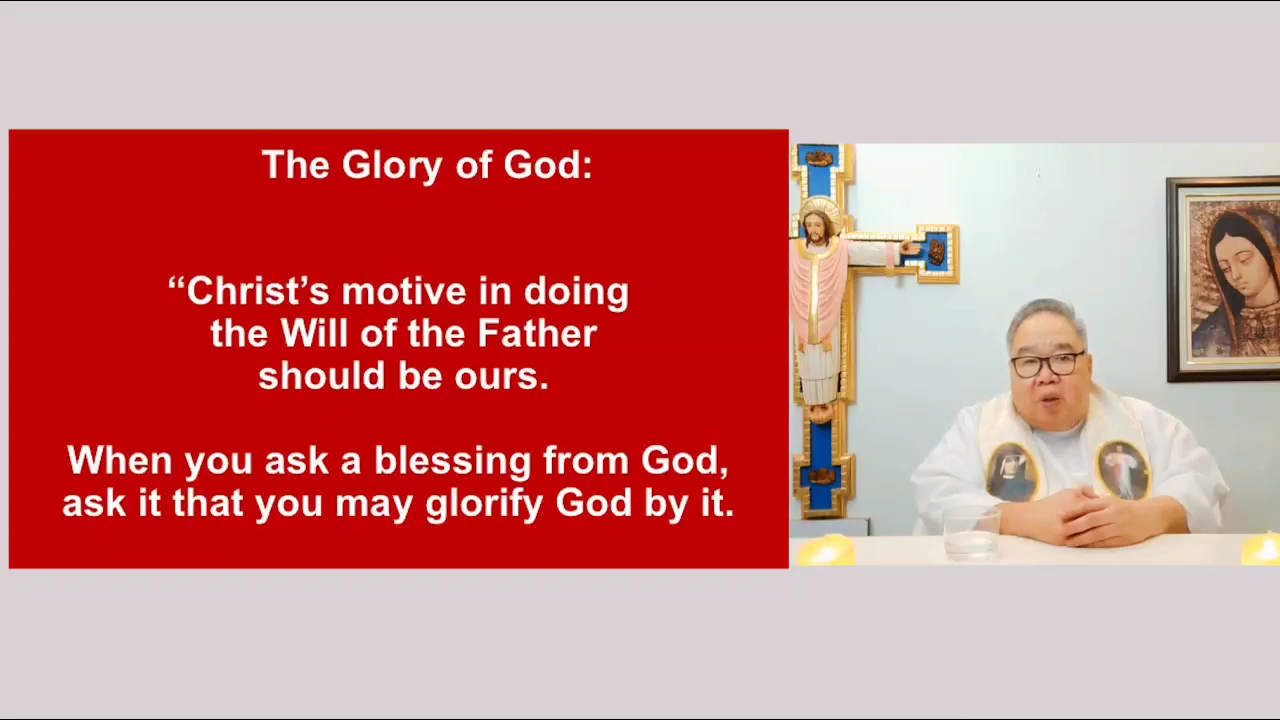 The Glory of God:
“Christ’s motive in doing
the Will of the Father
should be ours.
When you ask a blessing from God,
ask it that you may glorify God by it.